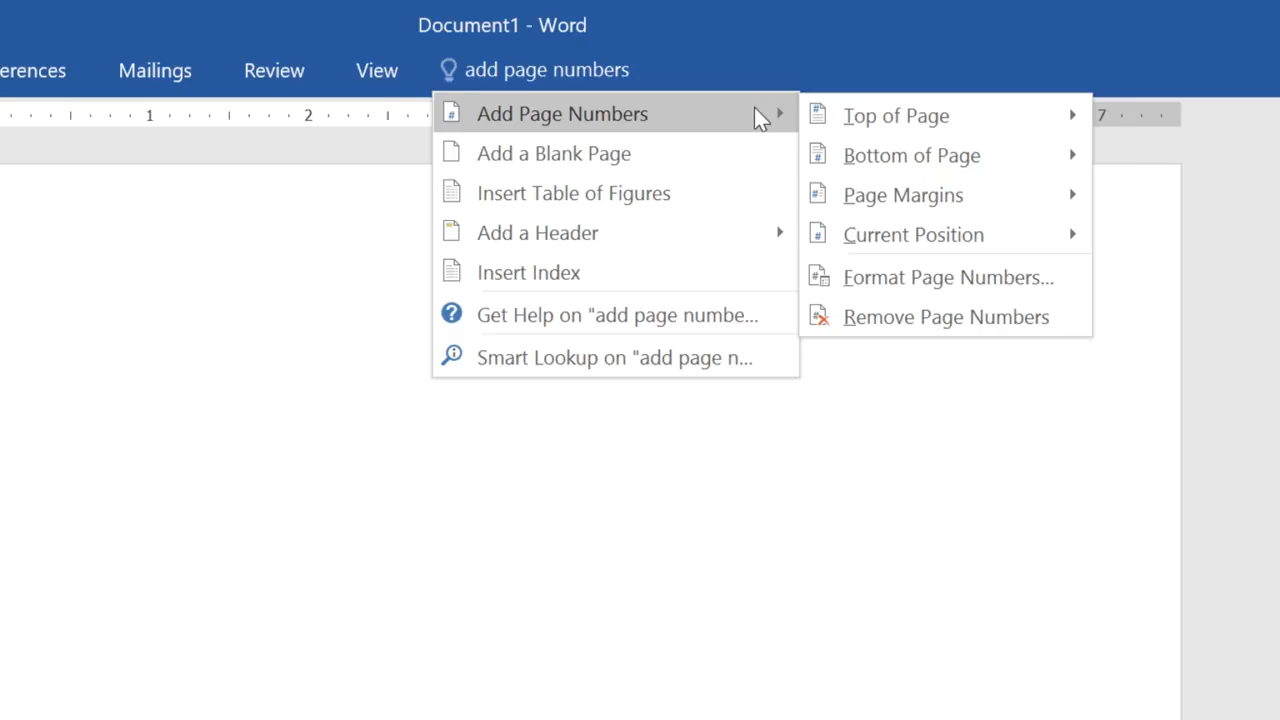 Document1 - Word
erences Mailings Review View add page numbers
1 2 7
Add Page Numbers
Add a Blank Page
Insert Table of Figures
Add a Header
Insert Index
Get Help on "add page numbe...
Smart Lookup on "add page n...
Top of Page
Bottom of Page
Page Margins
Current Position
Format Page Numbers...
Remove Page Numbers